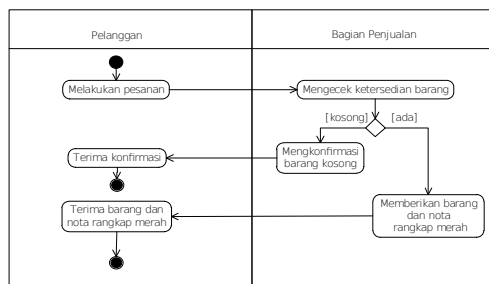 Pelanggan
Bagian Penjualan
Melakukan pesanan
Mengecek ketersedian barang
[kosong]
[ada]
Terima konfirmasi
Mengkonfirmasi
barang kosong
Terima barang dan
nota rangkap merah
Memberikan barang
dan nota
rangkap merah